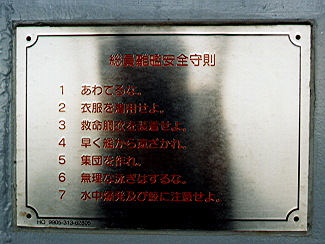 総員離艦安全守則
1 あわてるな。
2 衣服を着用せよ。
3 救命胴衣を装着せよ。
4 早く艦から遠ざかれ。
5 集団を作れ。
6 無理な泳ぎはするな。
7 水中爆発及び鱶に注意せよ。